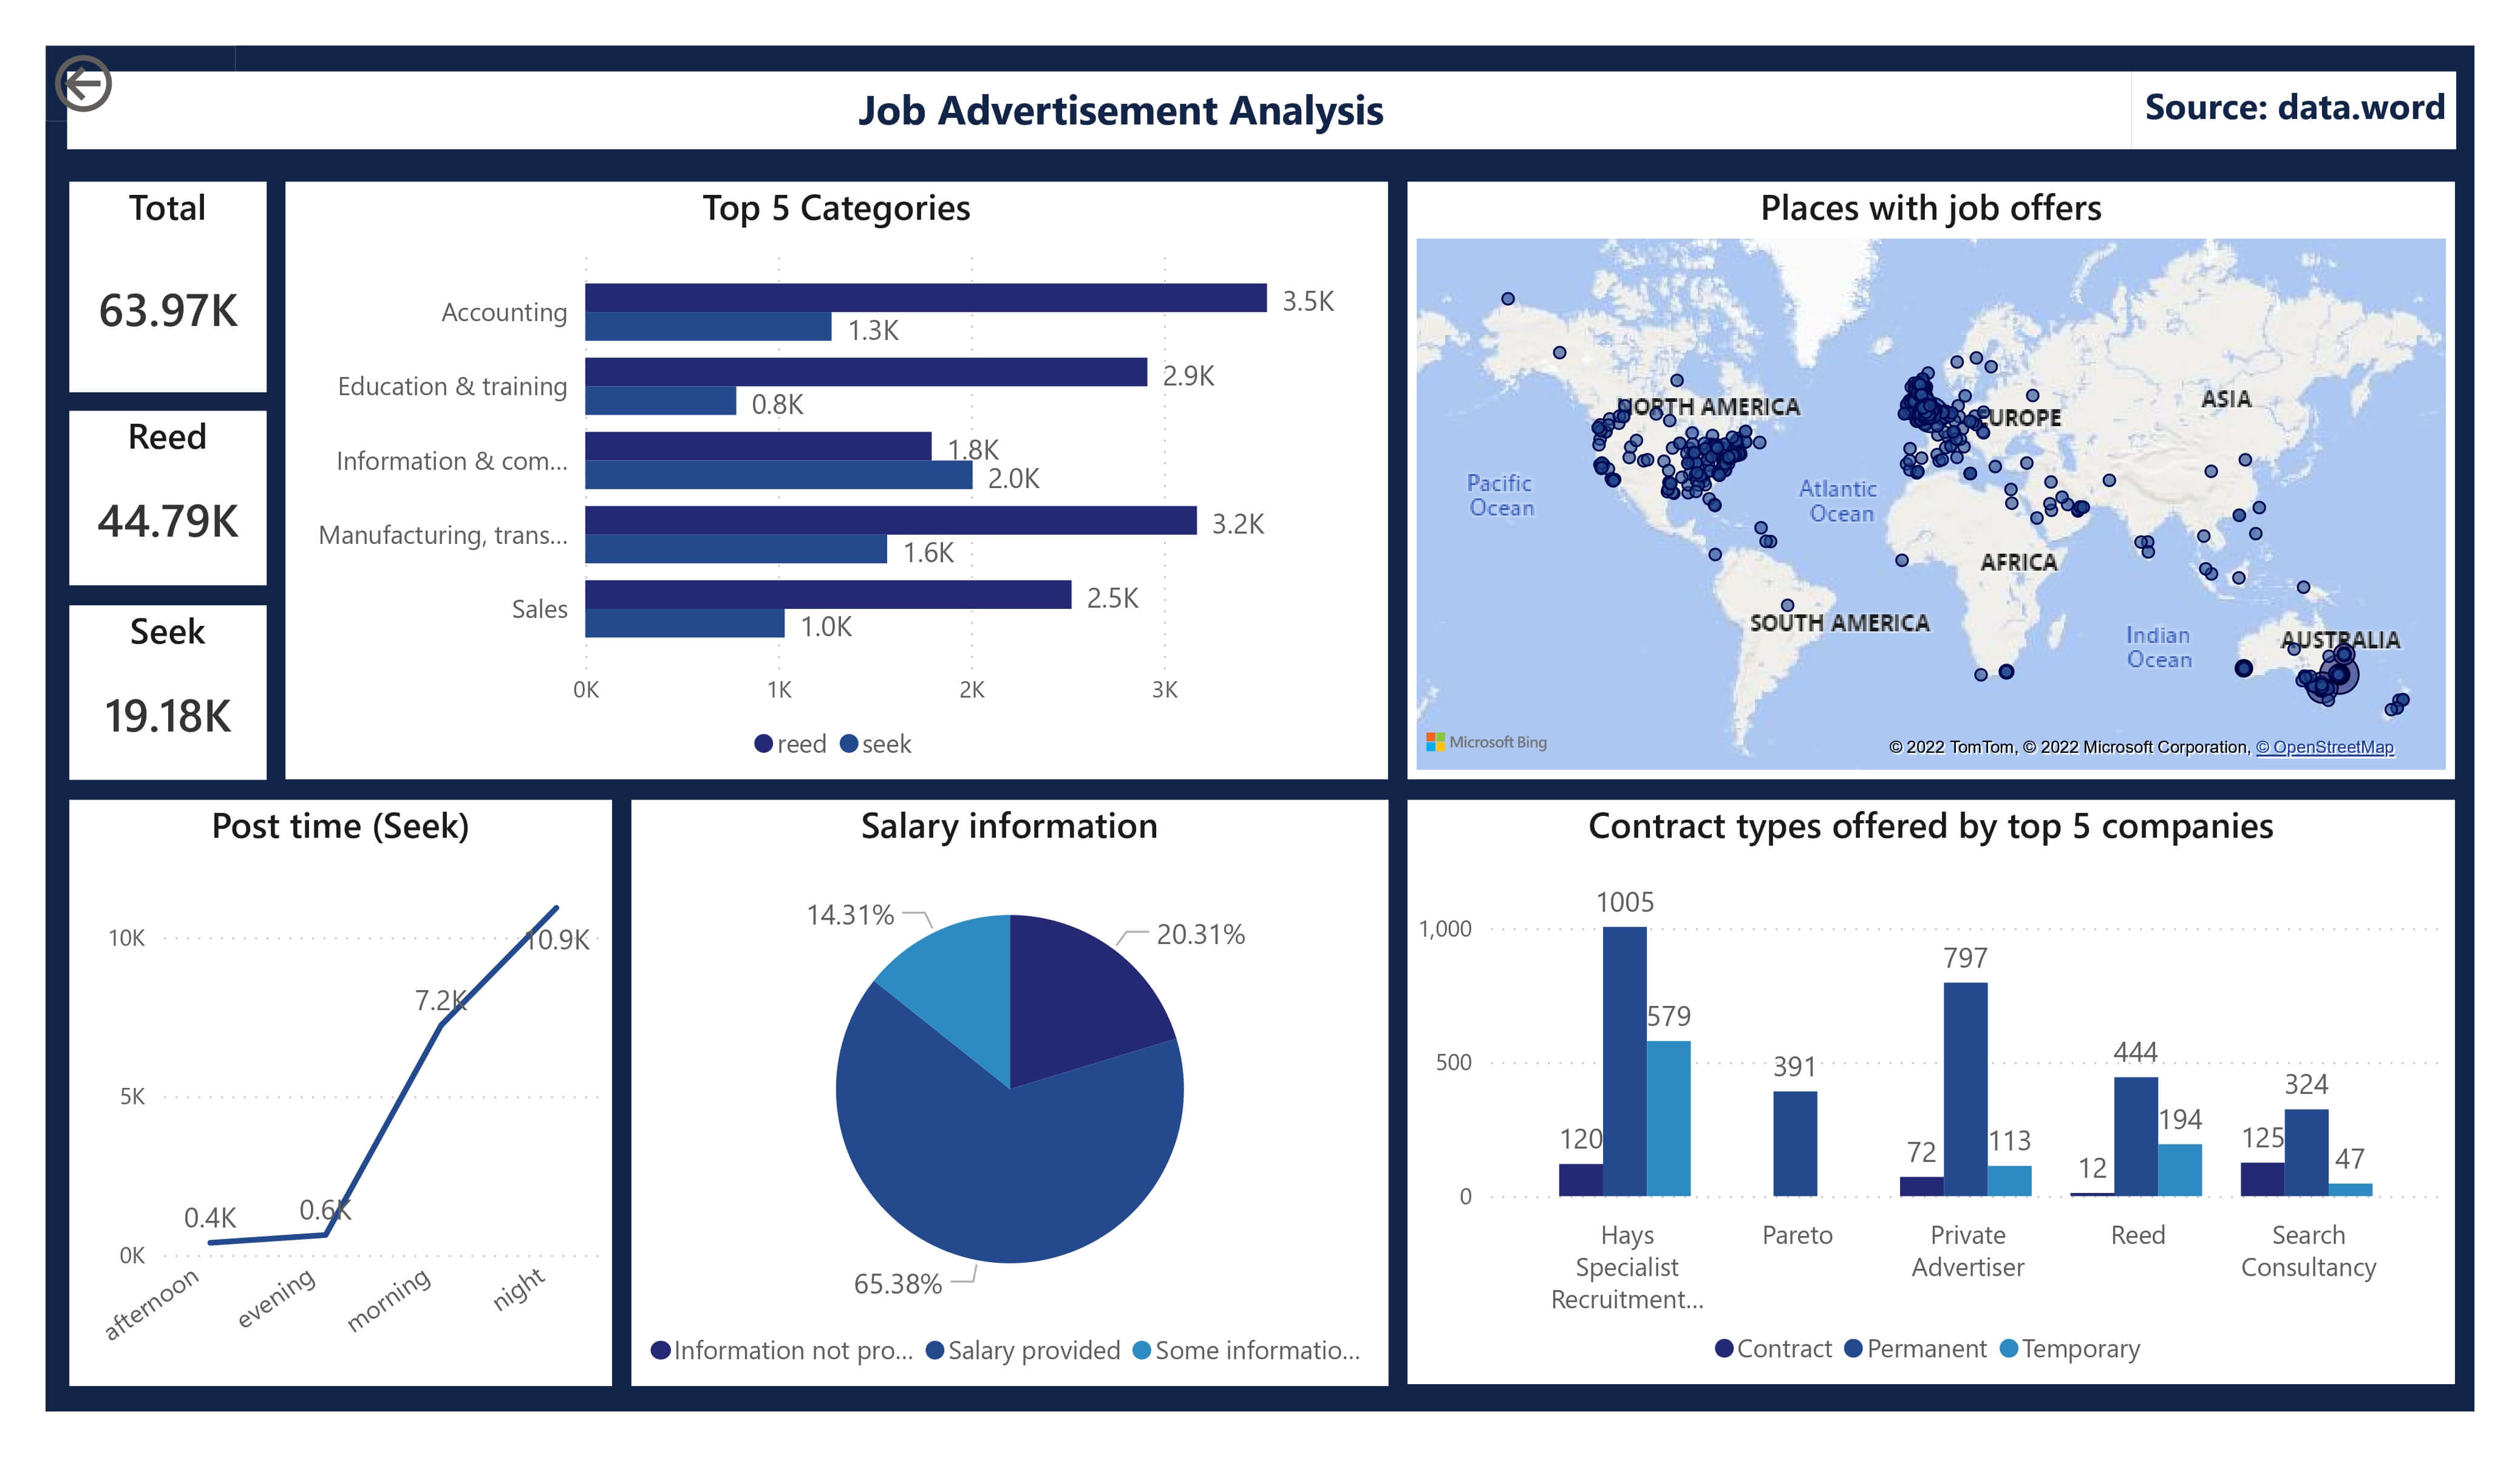 Job Advertisement Analysis
Source: data.word
Total
63.97K
Reed
44.79K
Seek
19.18K
Top 5 Categories
Accounting
3.5K
1.3K
Education & training
2.9K
0.8K
Information & com...
1.8K
2.0K
Manufacturing, trans...
3.2K
1.6K
Sales
2.5K
1.0K
0K 1K 2K 3K
reed seek
Places with job offers
NORTH AMERICA
EUROPE
ASIA
Pacific
Ocean
Atlantic
Ocean
AFRICA
SOUTH AMERICA
Indian
Ocean
AUSTRALIA
Microsoft Bing
© 2022 TomTom, © 2022 Microsoft Corporation, © OpenStreetMap
Post time (Seek)
10K
5K
0K
0.4K
0.6K
7.2K
10.9K
afternoon
evening
morning
night
Salary information
14.31%
20.31%
65.38%
Information not pro... Salary provided Some informatio...
Contract types offered by top 5 companies
1,000
500
0
120
1005
579
391
72
797
113
12
444
194
125
324
47
Hays
Specialist
Recruitment...
Pareto
Private
Advertiser
Reed
Search
Consultancy
Contract Permanent Temporary